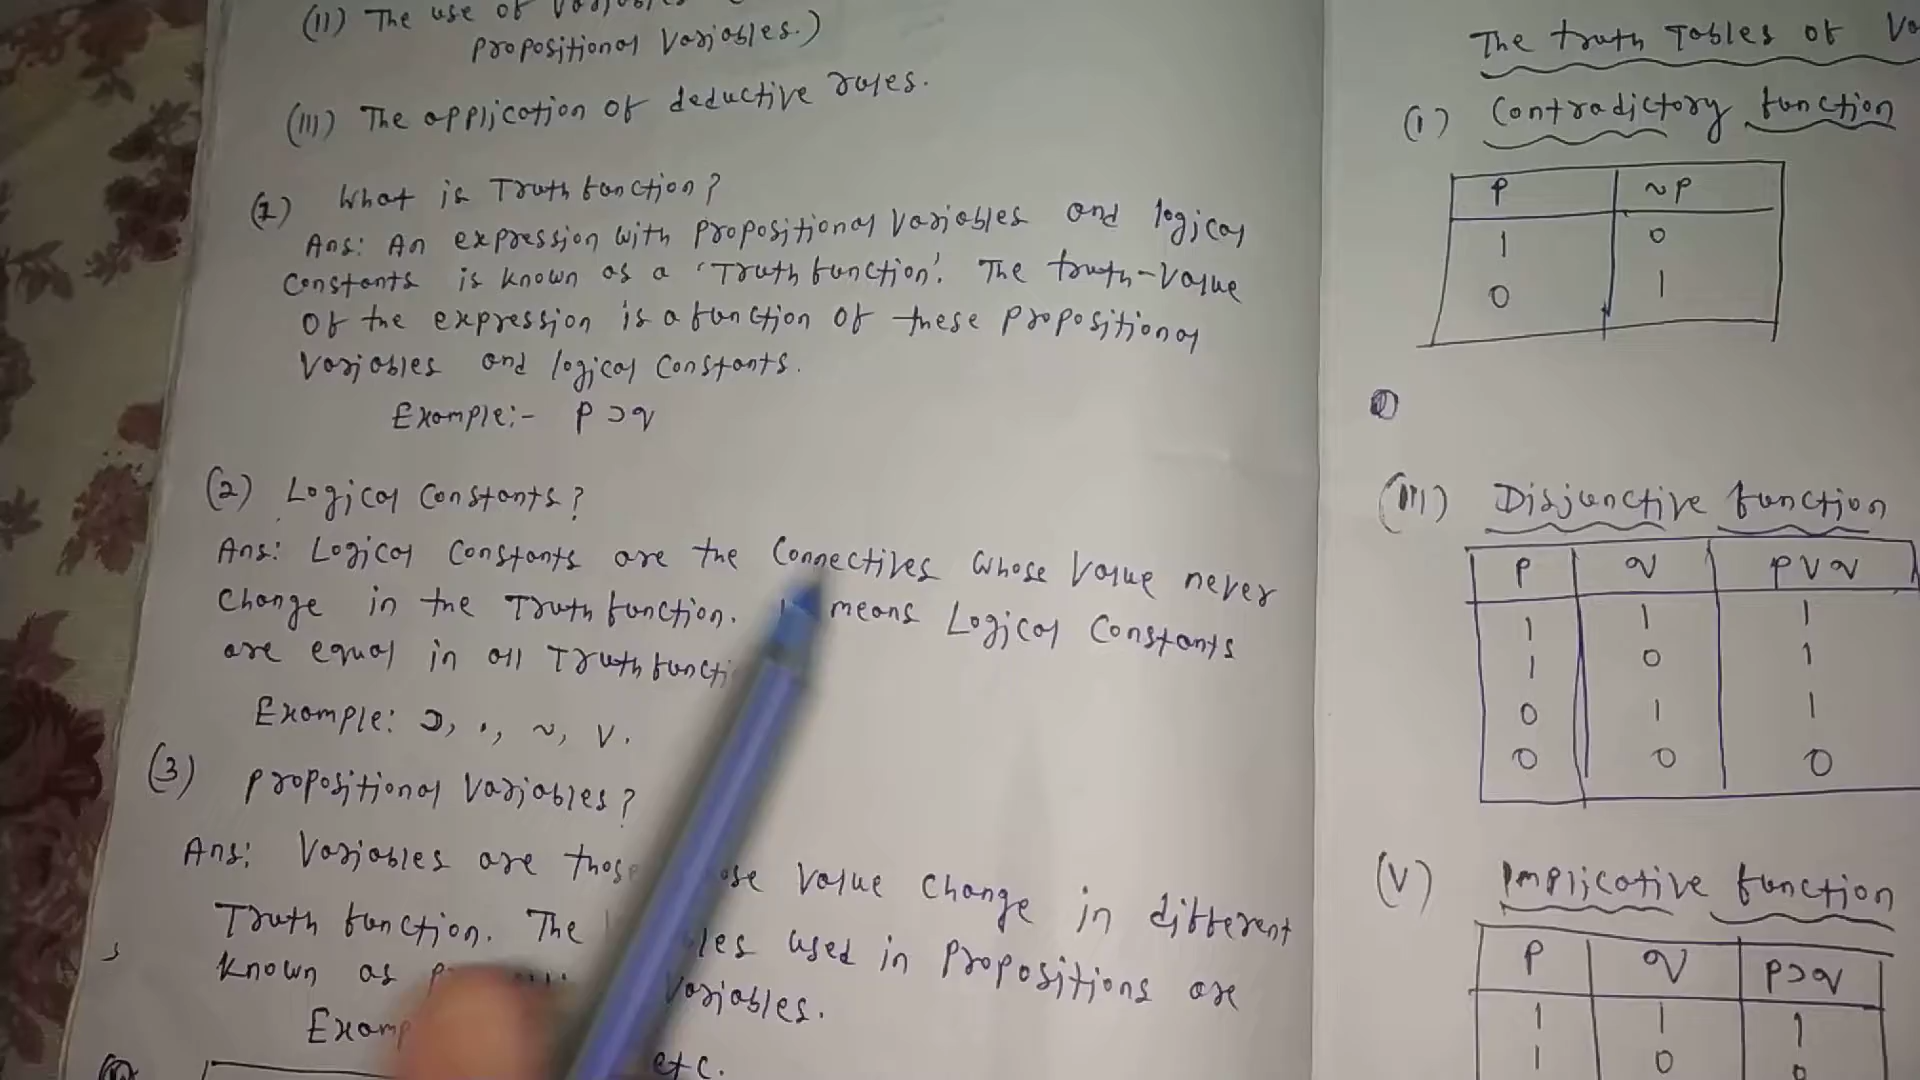 (II) The use of Variables
propositional Variables.)
(III) The application of deductive rules.
(1) What is Truth function?
Ans: An expression with propositional Variables and logical
Constants is known as a 'Truth function'. The truth-Value
Of the expression is a function of these propositional
Variables and logical Constants.
Example:- p ⊃ q
(2) Logical Constants?
Ans: Logical Constants are the Connectives whose Value never
Change in the Truth function. means Logical Constants
are equal in all Truth functi
Example: ⊃, ., ~, V.
(3) propositional Variables?
Ans: Variables are those Value Change in different
Truth function. The used in propositions are
known as Variables.
Examp
etc.
The truth Tables of Va
(I) Contradictory function
p ~p
1 0
0 1
(III) Disjunctive function
p q p V q
1 1 1
1 0 1
0 1 1
0 0 0
(V) Implicative function
p q p ⊃ q
1 1 1
1 0 0